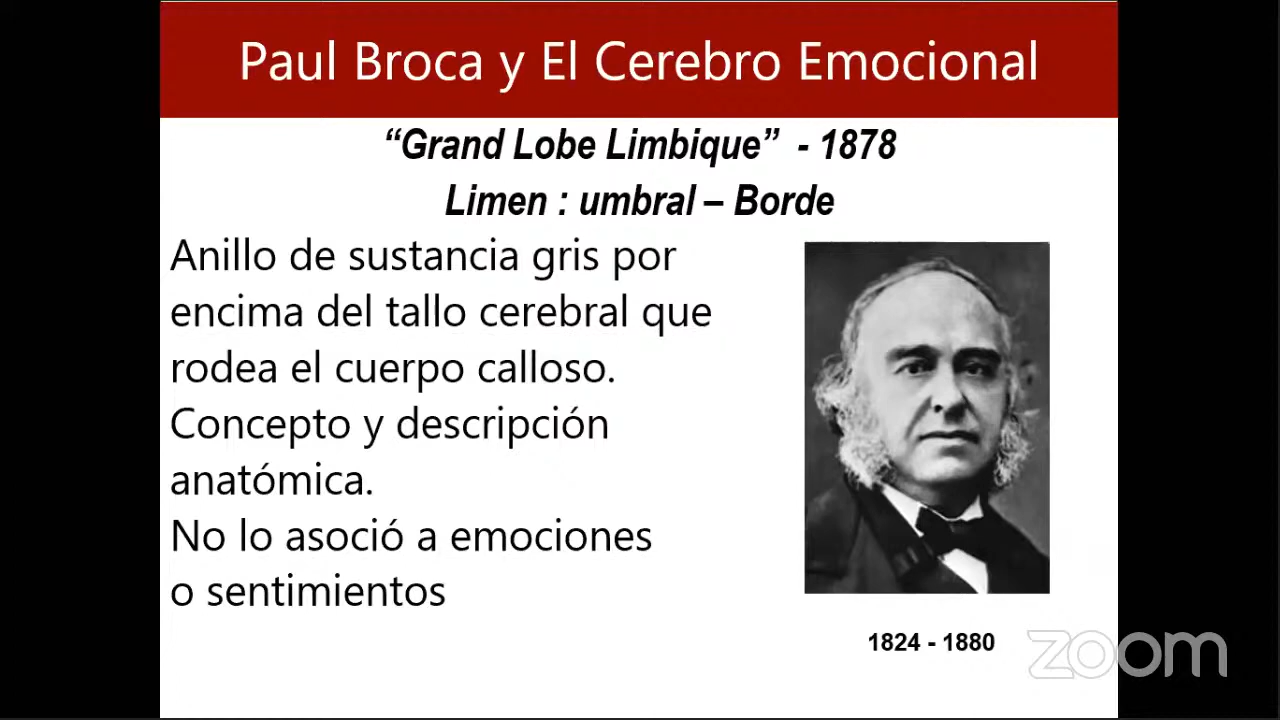 Paul Broca y El Cerebro Emocional
“Grand Lobe Limbique” - 1878
Limen : umbral – Borde
Anillo de sustancia gris por
encima del tallo cerebral que
rodea el cuerpo calloso.
Concepto y descripción
anatómica.
No lo asoció a emociones
o sentimientos
1824 - 1880
zoom